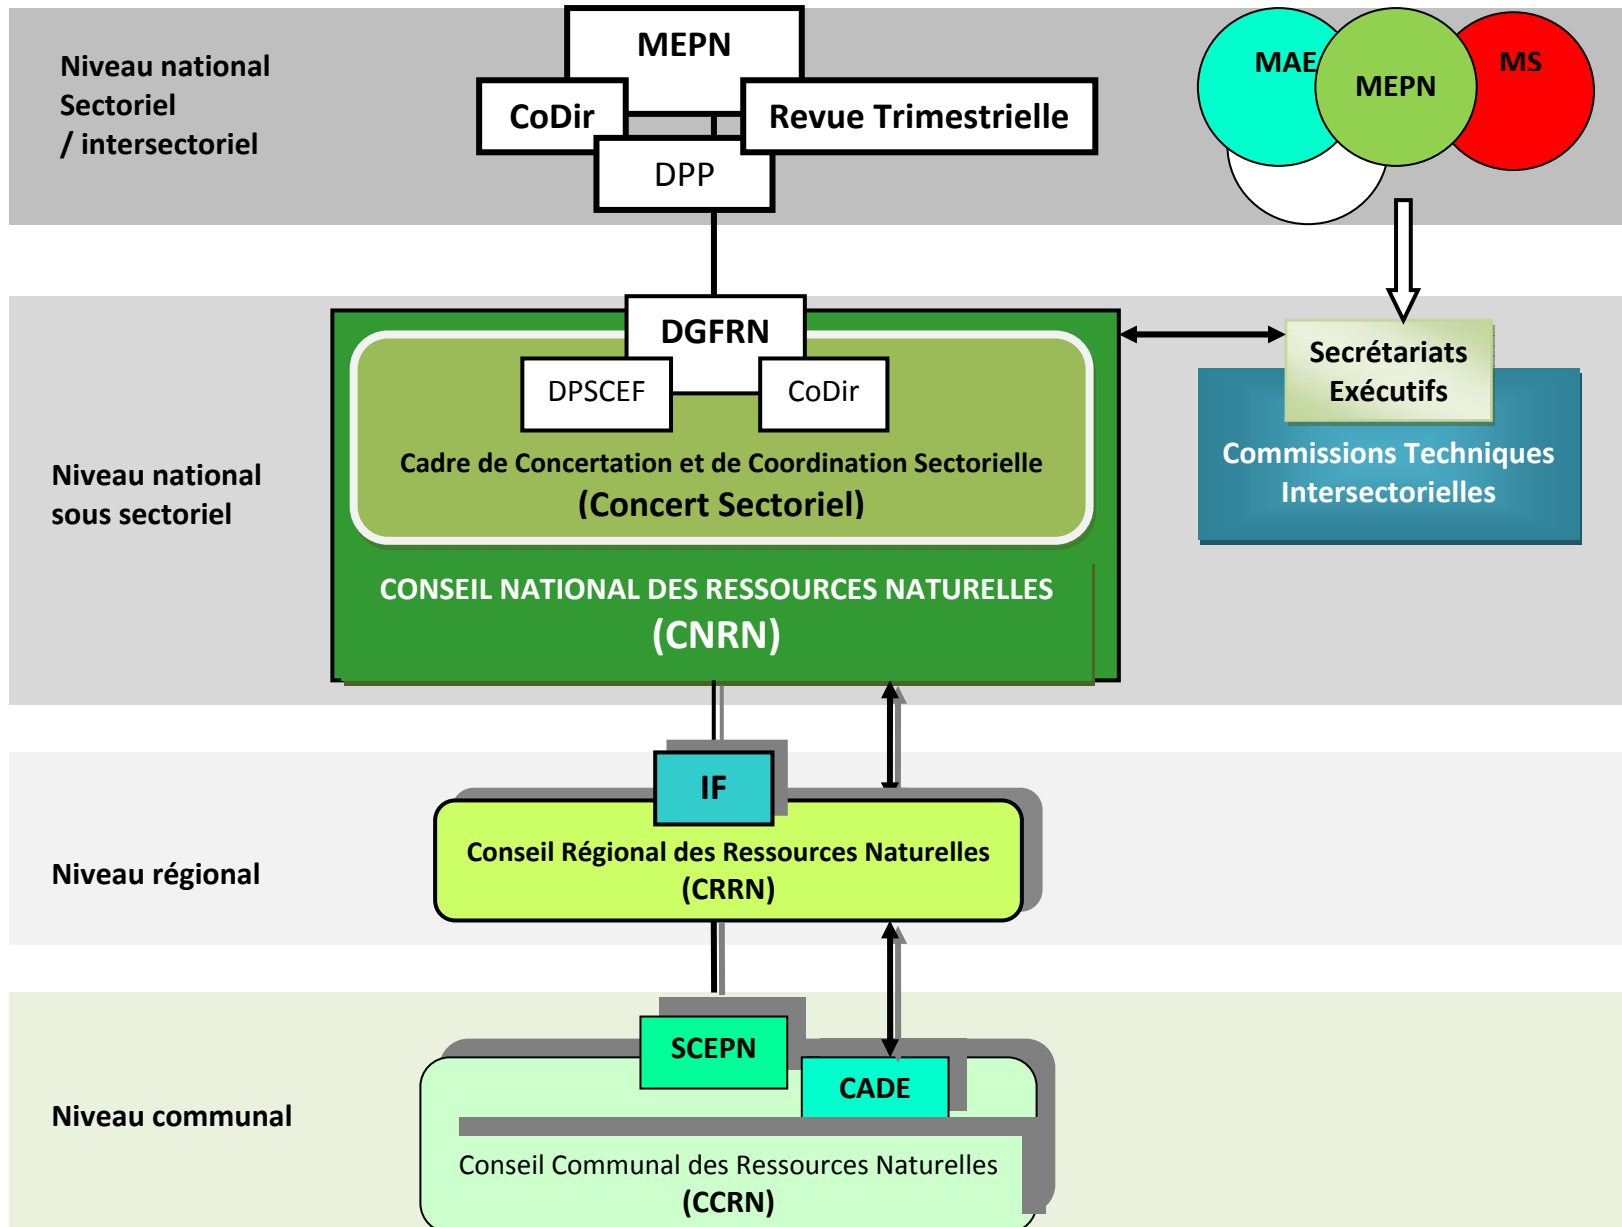 Niveau national
Sectoriel
/ intersectoriel
MEPN
CoDir
Revue Trimestrielle
DPP
MAE
MEPN
MS
Niveau national
sous sectoriel
DGFRN
DPSCEF
CoDir
Cadre de Concertation et de Coordination Sectorielle
(Concert Sectoriel)
CONSEIL NATIONAL DES RESSOURCES NATURELLES
(CNRN)
Secrétariats
Exécutifs
Commissions Techniques
Intersectorielles
Niveau régional
IF
Conseil Régional des Ressources Naturelles
(CRRN)
Niveau communal
SCEPN
CADE
Conseil Communal des Ressources Naturelles
(CCRN)